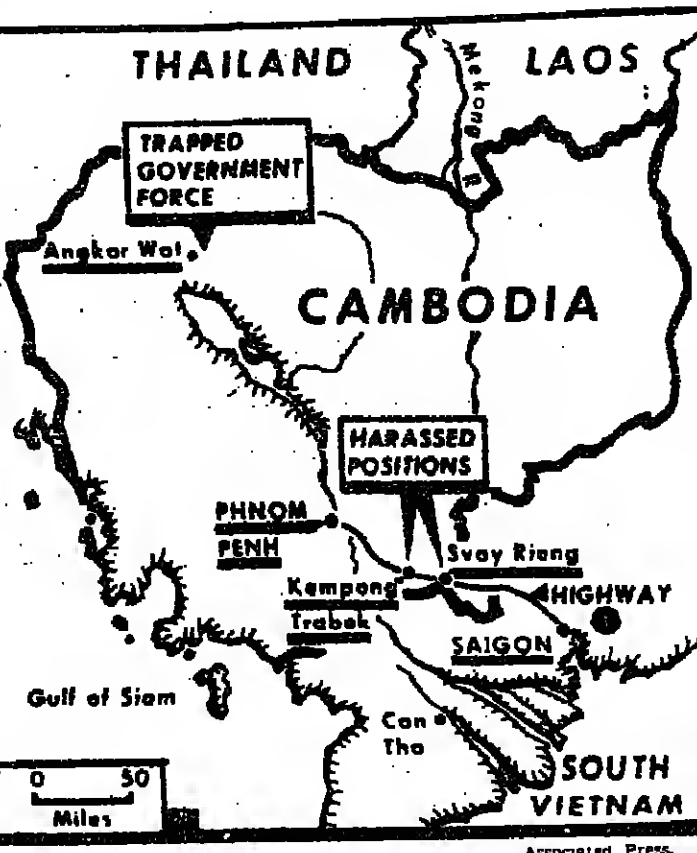 THAILAND
LAOS
Mekong
R
TRAPPED
GOVERNMENT
FORCE
Angkor Wat
CAMBODIA
HARASSED
POSITIONS
PHNOM
PENH
Svay Rieng
Kampong
Trabek
HIGHWAY
1
SAIGON
Gulf of Siam
Can
Tho
0 50
Miles
SOUTH
VIETNAM
Associated Press.